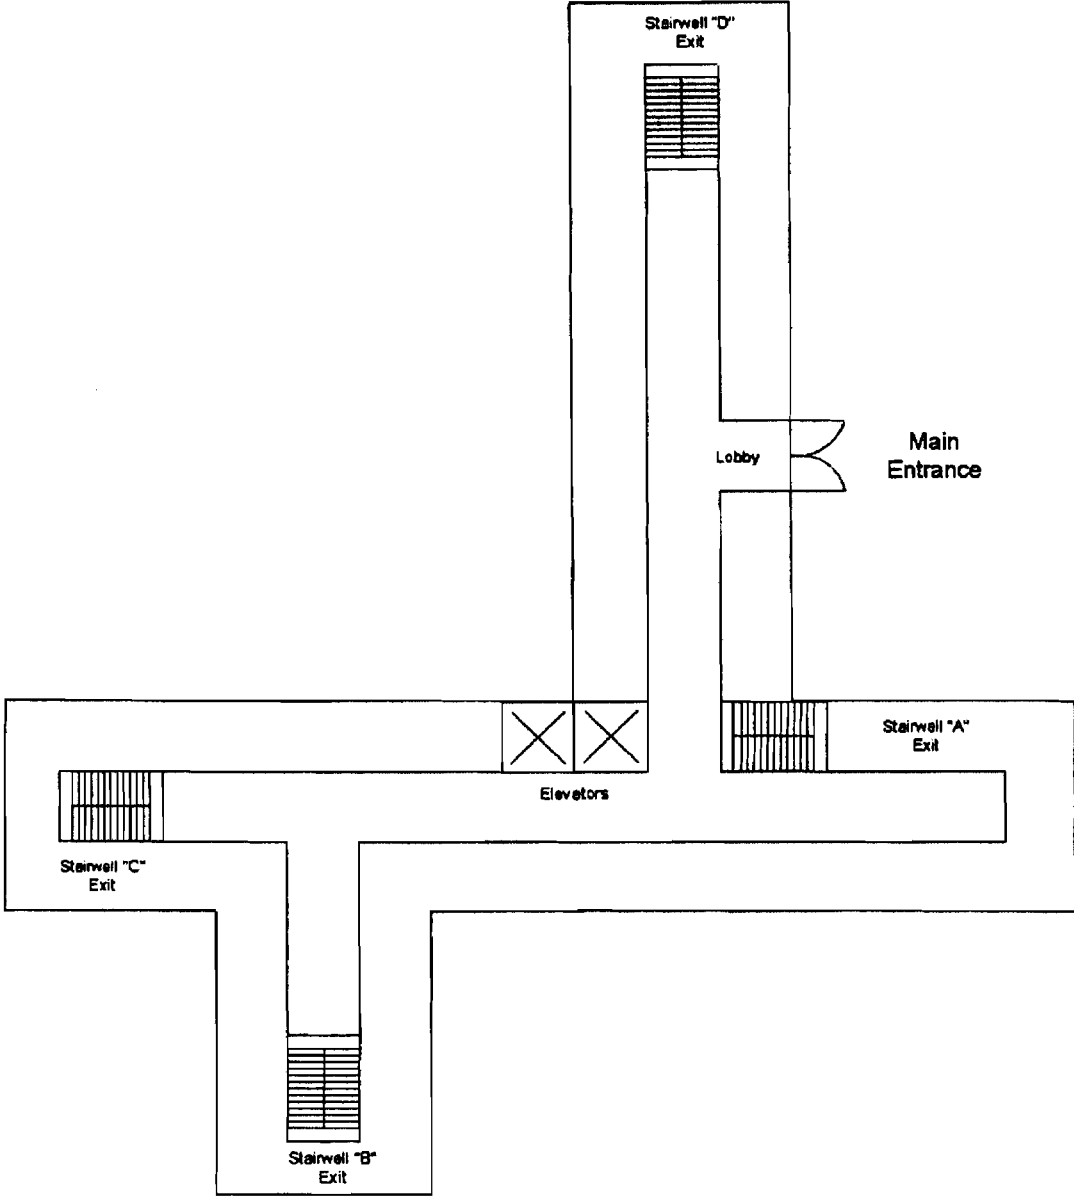 Stairwell "D"
Exit
Main
Entrance
Lobby
Stairwell "A"
Exit
Elevators
Stairwell "C"
Exit
Stairwell "B"
Exit